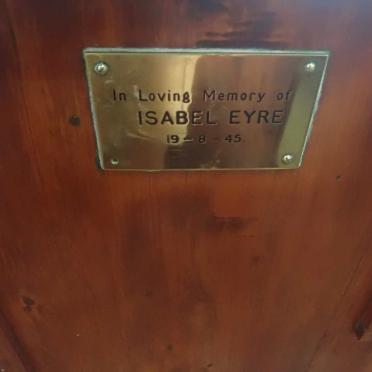 In Loving Memory of
ISABEL EYRE
19 - 8 - 45.